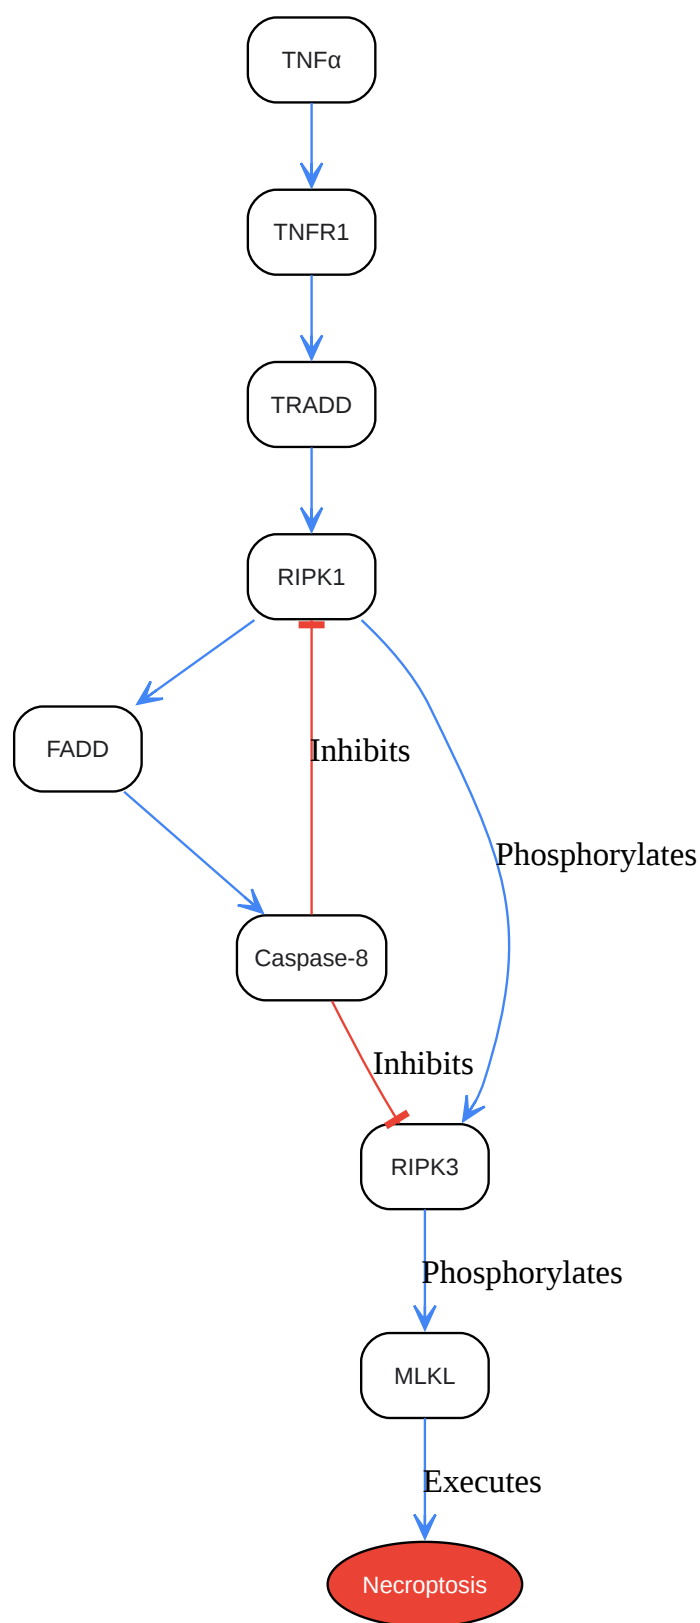 TNFα
TNFR1
TRADD
RIPK1
FADD
Inhibits
Phosphorylates
Caspase-8
Inhibits
RIPK3
Phosphorylates
MLKL
Executes
Necroptosis